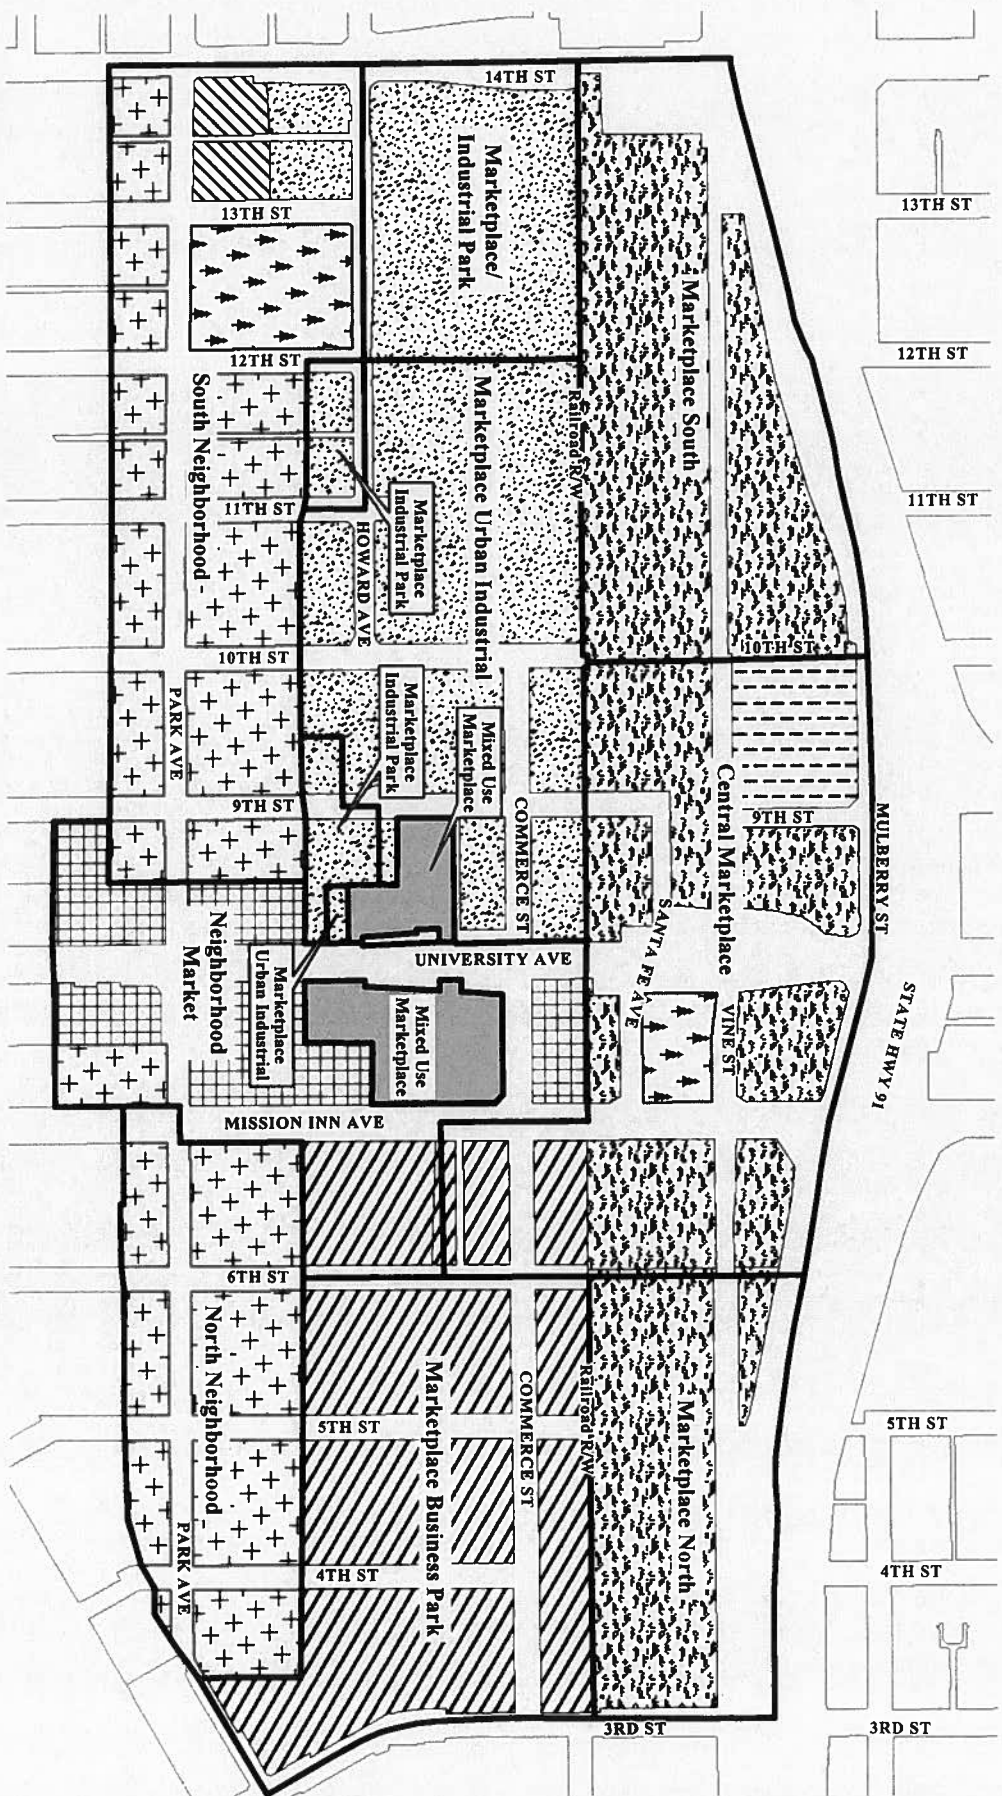 14TH ST
Marketplace/
Industrial Park
13TH ST
13TH ST
Marketplace South
12TH ST
12TH ST
South Neighborhood
Marketplace Urban Industrial
Railroad R/W
11TH ST
11TH ST
Marketplace
Industrial Park
HOWARD AVE
10TH ST
10TH ST
PARK AVE
Marketplace
Industrial Park
Mixed Use
Marketplace
Central Marketplace
9TH ST
COMMERCE ST
9TH ST
MULBERRY ST
Neighborhood
Market
Marketplace
Urban Industrial
UNIVERSITY AVE
SANTA FE AVE
VINE ST
STATE HWY 91
Mixed Use
Marketplace
MISSION INN AVE
6TH ST
North Neighborhood
Marketplace Business Park
COMMERCE ST
Railroad R/W
Marketplace North
5TH ST
5TH ST
PARK AVE
4TH ST
4TH ST
3RD ST
3RD ST